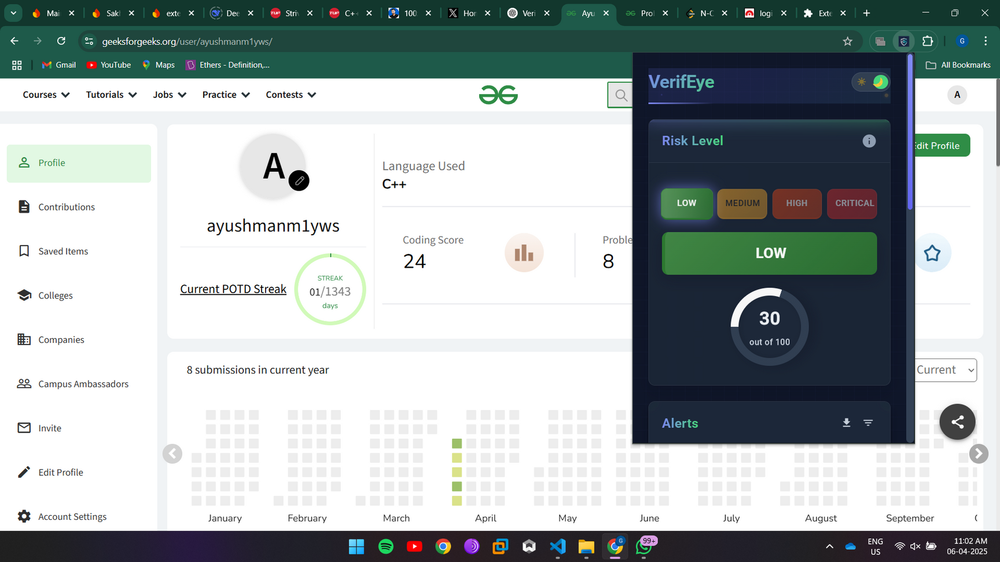 Mai
Sak
exte
Dee
Striv
C++
100
Hor
Veri
Ayu
Pro
N-C
logi
Exte
geeksforgeeks.org/user/ayushmanm1yws/
G
Gmail
YouTube
Maps
Ethers - Definition,...
All Bookmarks
Courses
Tutorials
Jobs
Practice
Contests
A
Profile
Contributions
Saved Items
Colleges
Companies
Campus Ambassadors
Invite
Edit Profile
Account Settings
A
ayushmanm1yws
Current POTD Streak
STREAK
01/1343
days
Language Used
C++
Coding Score
24
Proble
8
Edit Profile
8 submissions in current year
Current
January
February
March
April
May
June
July
August
September
VerifEye
Risk Level
LOW
MEDIUM
HIGH
CRITICAL
LOW
30
out of 100
Alerts
G
99+
ENG
US
11:02 AM
06-04-2025